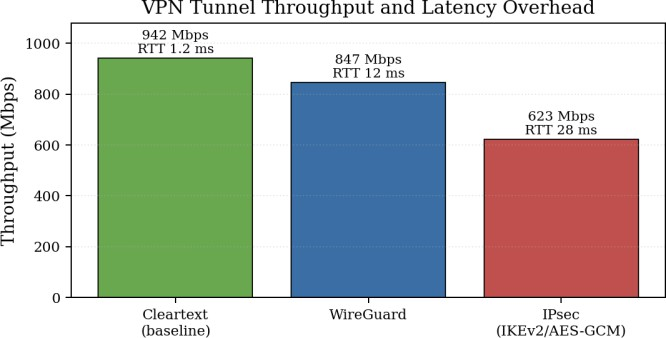 VPN Tunnel Throughput and Latency Overhead
Throughput (Mbps)
1000
800
600
400
200
0
942 Mbps
RTT 1.2 ms
847 Mbps
RTT 12 ms
623 Mbps
RTT 28 ms
Cleartext
(baseline)
WireGuard
IPsec
(IKEv2/AES-GCM)